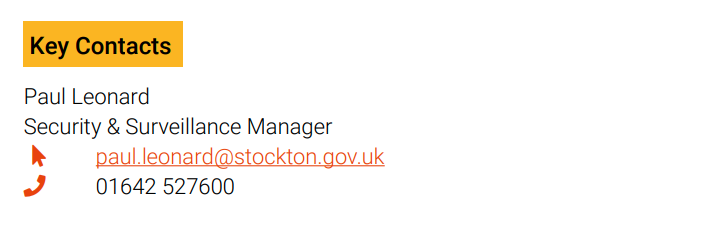 Key Contacts
Paul Leonard
Security & Surveillance Manager
paul.leonard@stockton.gov.uk
01642 527600